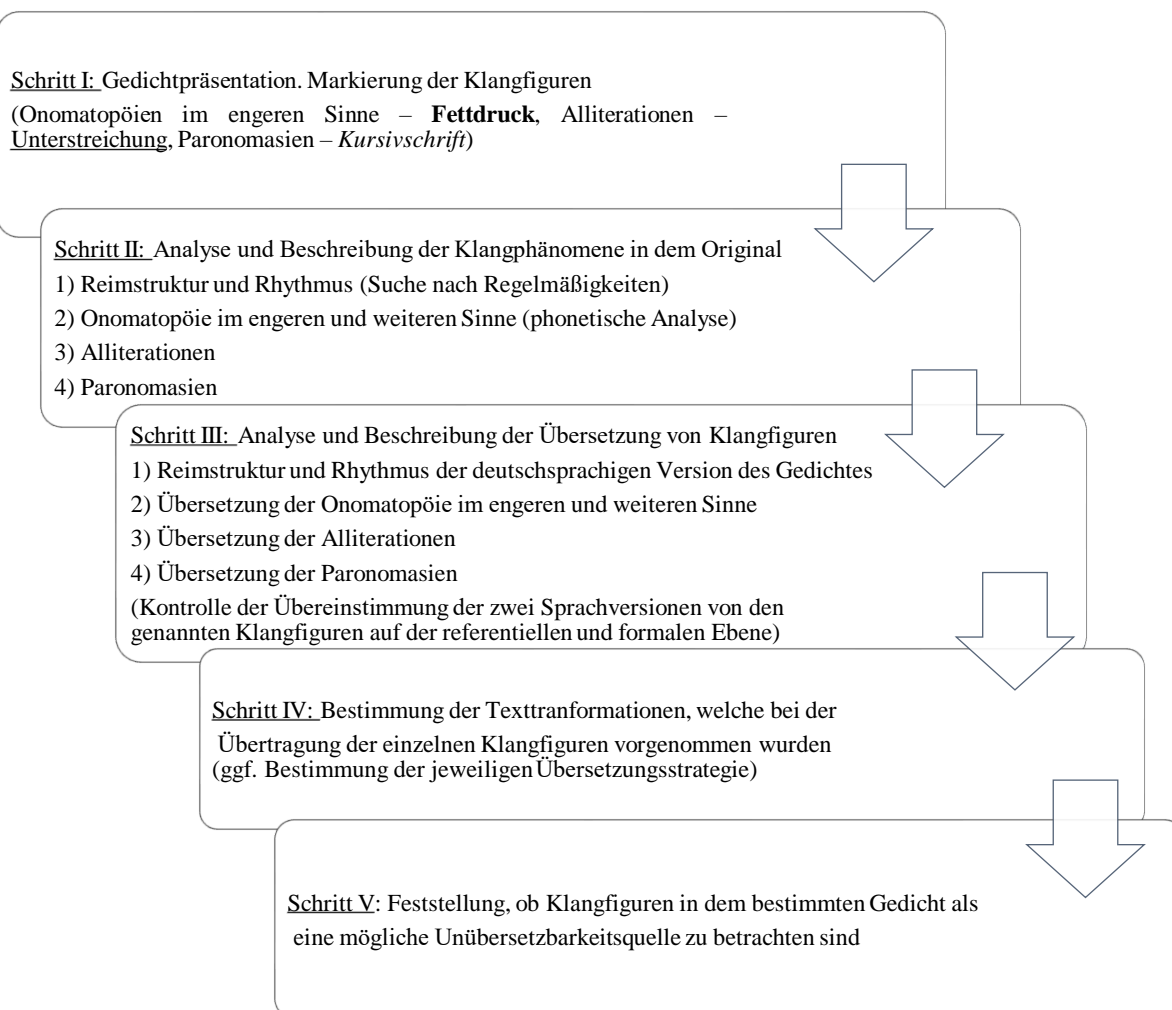 Schritt I: Gedichtpräsentation. Markierung der Klangfiguren
(Onomatopöien im engeren Sinne – Fettdruck, Alliterationen –
Unterstreichung, Paronomasien – Kursivschrift)
Schritt II: Analyse und Beschreibung der Klangphänomene in dem Original
1) Reimstruktur und Rhythmus (Suche nach Regelmäßigkeiten)
2) Onomatopöie im engeren und weiteren Sinne (phonetische Analyse)
3) Alliterationen
4) Paronomasien
Schritt III: Analyse und Beschreibung der Übersetzung von Klangfiguren
1) Reimstruktur und Rhythmus der deutschsprachigen Version des Gedichtes
2) Übersetzung der Onomatopöie im engeren und weiteren Sinne
3) Übersetzung der Alliterationen
4) Übersetzung der Paronomasien
(Kontrolle der Übereinstimmung der zwei Sprachversionen von den
genannten Klangfiguren auf der referentiellen und formalen Ebene)
Schritt IV: Bestimmung der Texttranformationen, welche bei der
Übertragung der einzelnen Klangfiguren vorgenommen wurden
(ggf. Bestimmung der jeweiligen Übersetzungsstrategie)
Schritt V: Feststellung, ob Klangfiguren in dem bestimmten Gedicht als
eine mögliche Unübersetzbarkeitsquelle zu betrachten sind